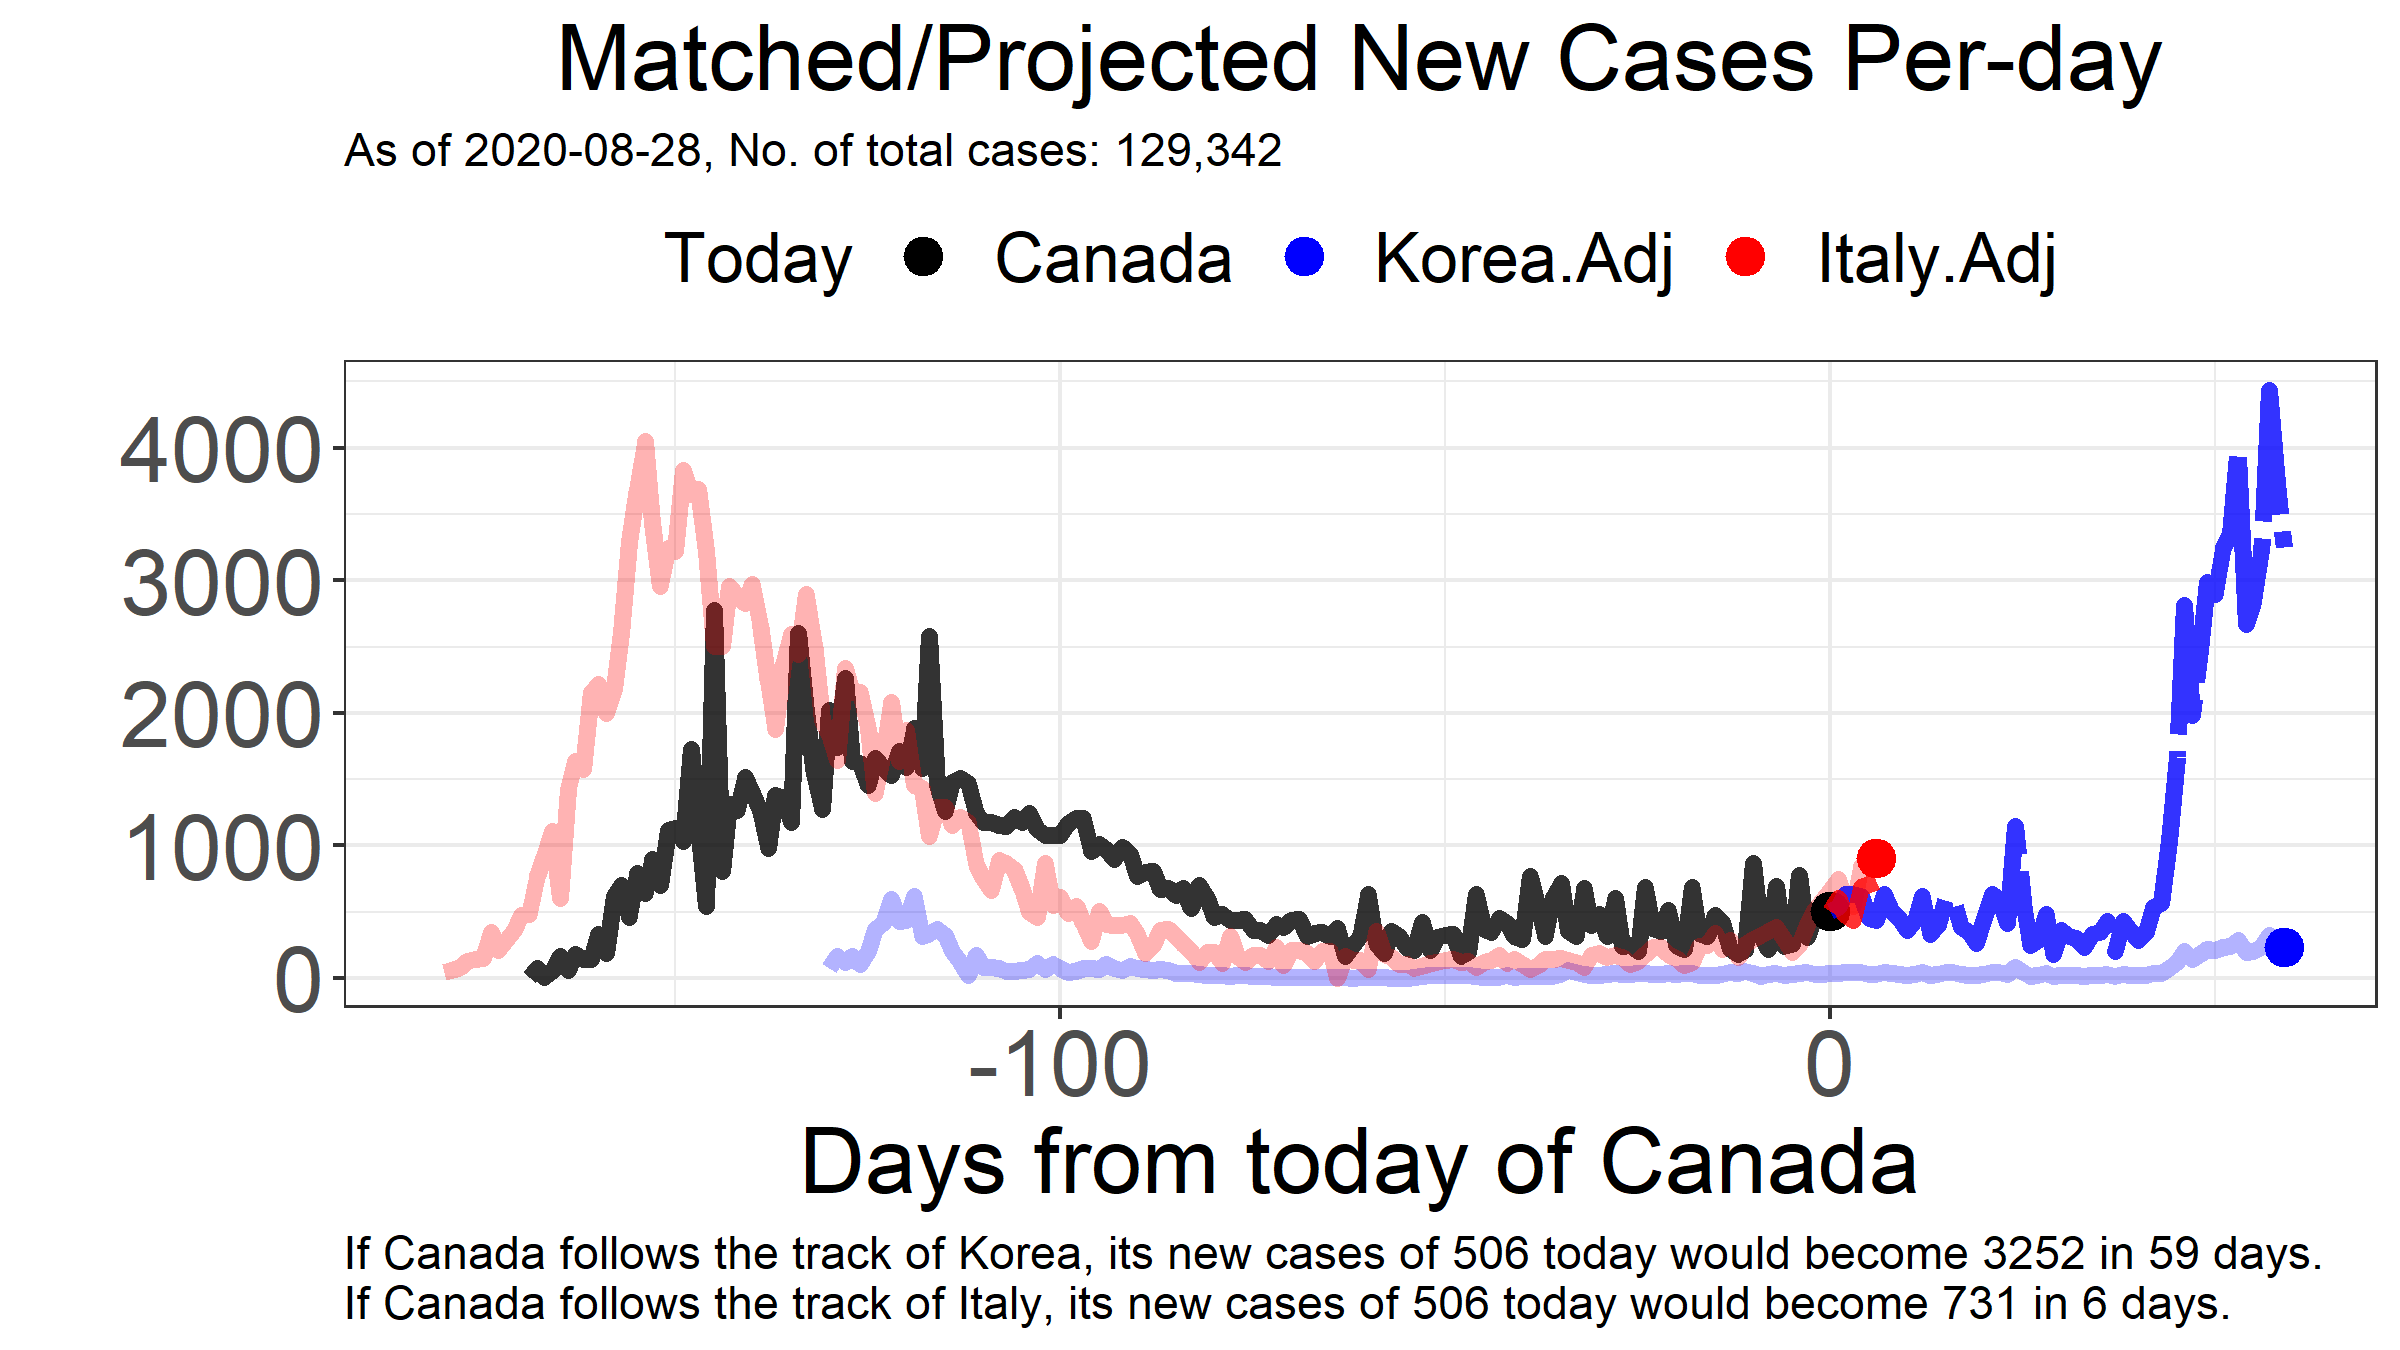 Matched/Projected New Cases Per-day
As of 2020-08-28, No. of total cases: 129,342
Today Canada Korea.Adj Italy.Adj
4000
3000
2000
1000
0
-100 0
Days from today of Canada
If Canada follows the track of Korea, its new cases of 506 today would become 3252 in 59 days.
If Canada follows the track of Italy, its new cases of 506 today would become 731 in 6 days.